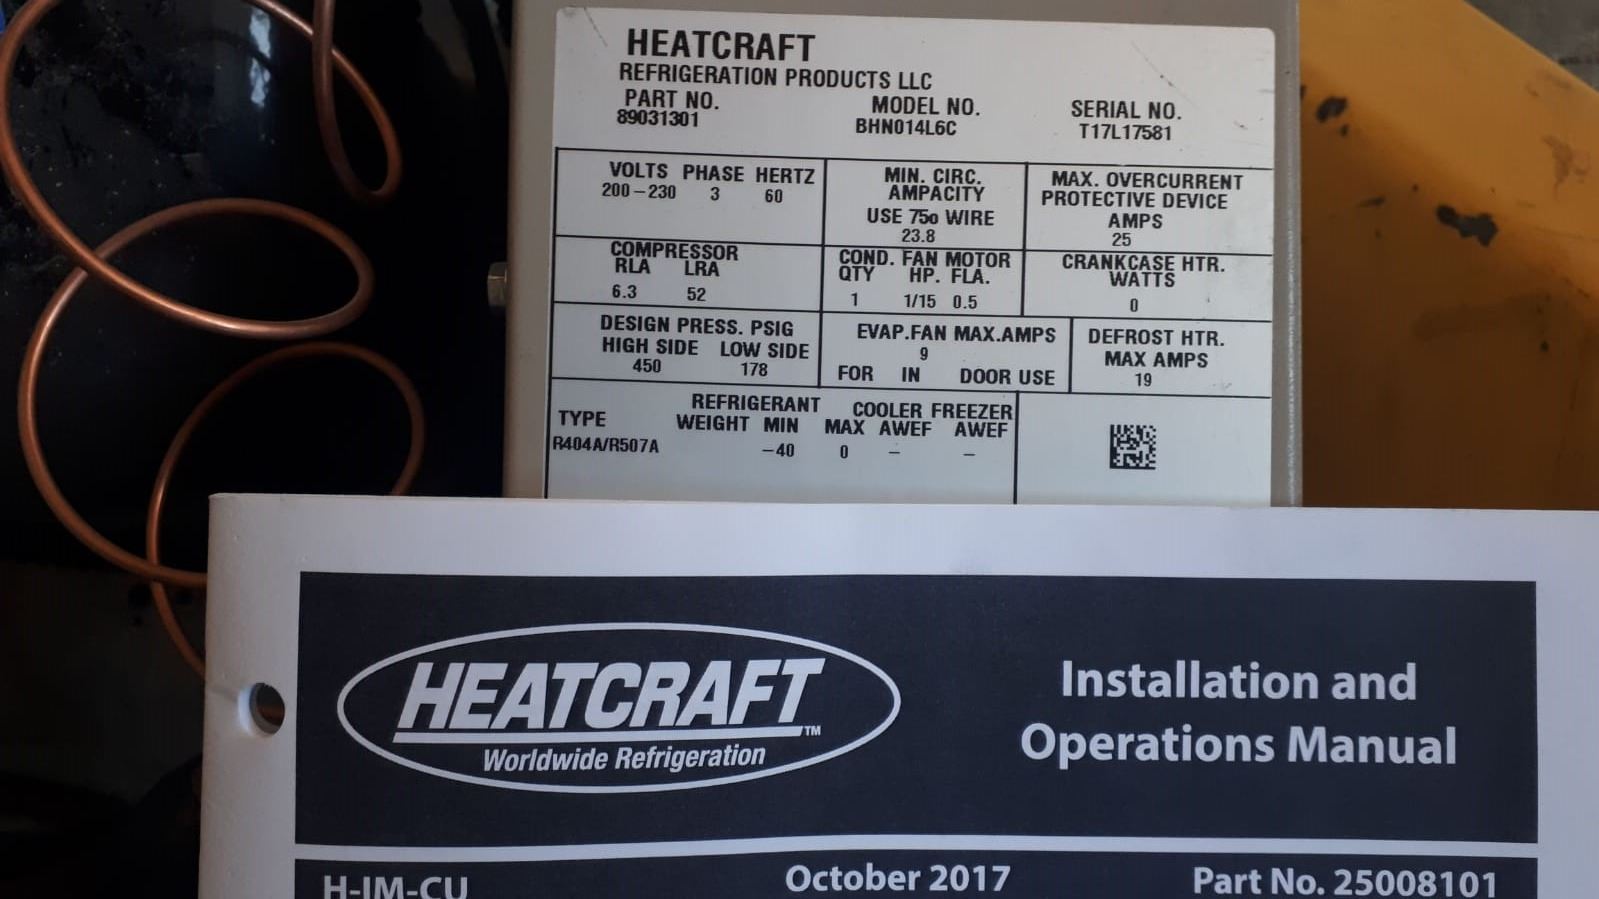 HEATCRAFT
REFRIGERATION PRODUCTS LLC
PART NO. MODEL NO. SERIAL NO.
89031301 BHN014L6C T17L17581
VOLTS PHASE HERTZ
200-230 3 60
MIN. CIRC.
AMPACITY
USE 75o WIRE
23.8
MAX. OVERCURRENT
PROTECTIVE DEVICE
AMPS
25
COMPRESSOR
RLA LRA
6.3 52
COND. FAN MOTOR
QTY HP. FLA.
1 1/15 0.5
CRANKCASE HTR.
WATTS
0
DESIGN PRESS. PSIG
HIGH SIDE LOW SIDE
450 178
EVAP.FAN MAX.AMPS
9
FOR IN DOOR USE
DEFROST HTR.
MAX AMPS
19
REFRIGERANT COOLER FREEZER
TYPE WEIGHT MIN MAX AWEF AWEF
R404A/R507A -40 0 - -
HEATCRAFT™
Worldwide Refrigeration
Installation and
Operations Manual
H-IM-CU October 2017 Part No. 25008101